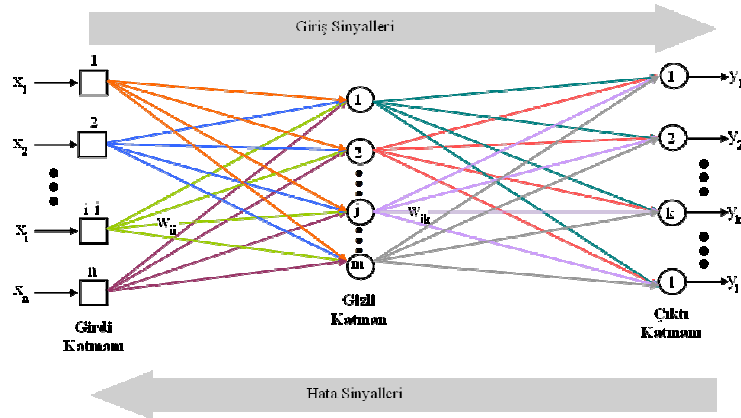 Giriş Sinyalleri
1
x1
1
1
y1
2
x2
2
2
y2
i i
xi
wij
j
wjk
k
yk
n
xn
m
l
yl
Girdi
Katmanı
Gizli
Katman
Çıktı
Katmanı
Hata Sinyalleri